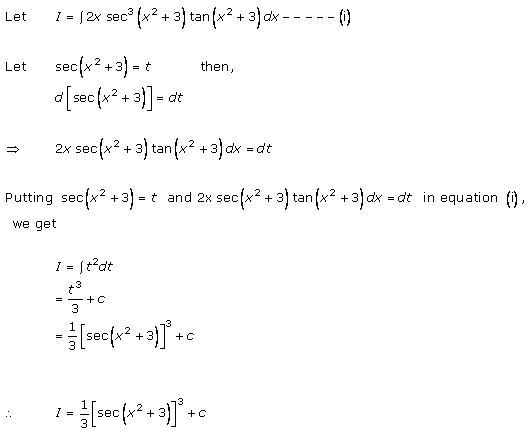 Let I = ∫2x sec³(x² + 3) tan(x² + 3) dx - - - - - (i)
Let sec(x² + 3) = t then,
d[sec(x² + 3)] = dt
⇒ 2x sec(x² + 3) tan(x² + 3) dx = dt
Putting sec(x² + 3) = t and 2x sec(x² + 3) tan(x² + 3) dx = dt in equation (i),
we get
I = ∫t²dt
= t³/3 + c
= 1/3[sec(x² + 3)]³ + c
∴ I = 1/3[sec(x² + 3)]³ + c